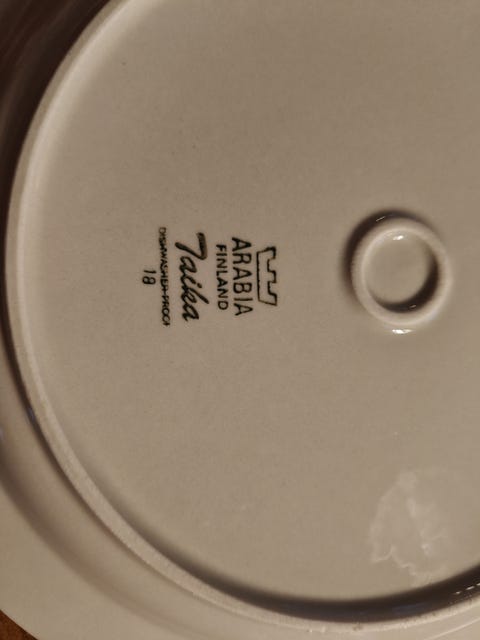 ARABIA
FINLAND
Taika
DISHWASHER-PROOF
18